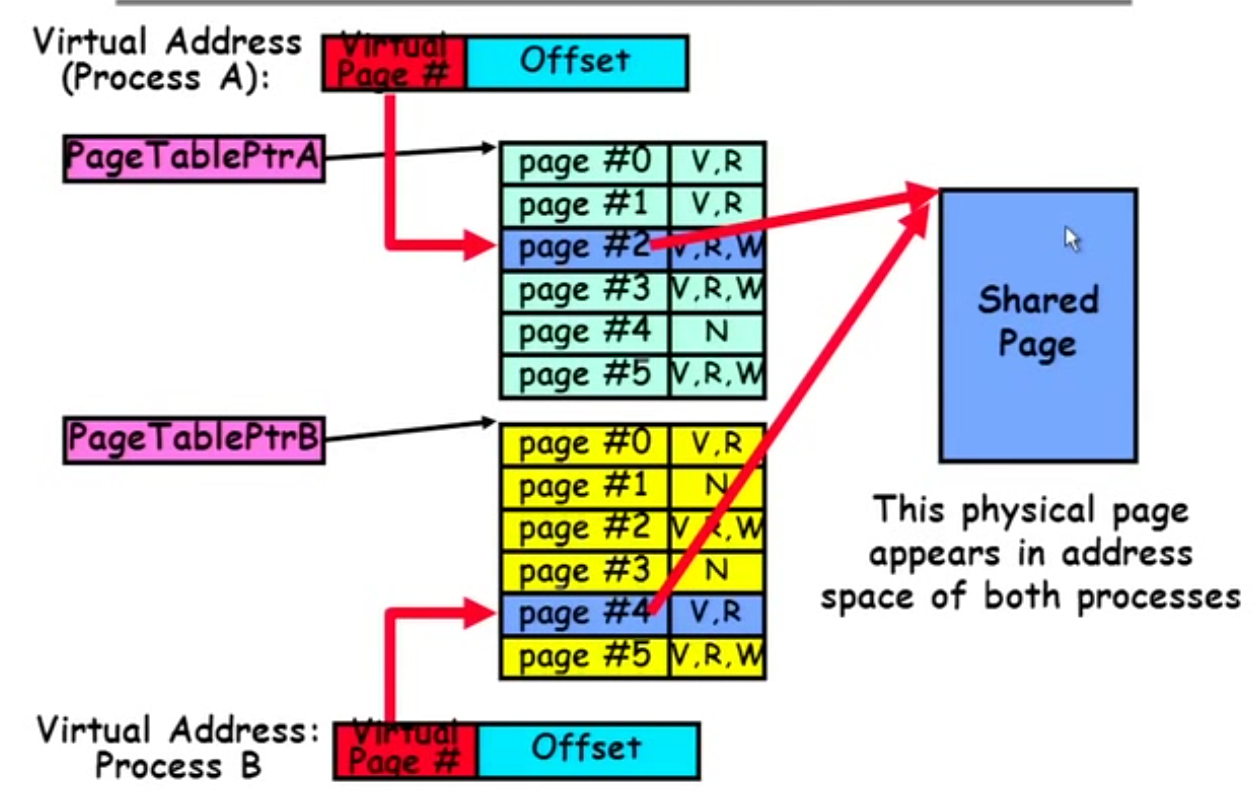 Virtual Address
(Process A):
Virtual
Page #
Offset
PageTablePtrA
page #0 V,R
page #1 V,R
page #2 V,R,W
page #3 V,R,W
page #4 N
page #5 V,R,W
Shared
Page
This physical page
appears in address
space of both processes
PageTablePtrB
page #0 V,R
page #1 N
page #2 V,R,W
page #3 N
page #4 V,R
page #5 V,R,W
Virtual Address:
Process B
Virtual
Page #
Offset